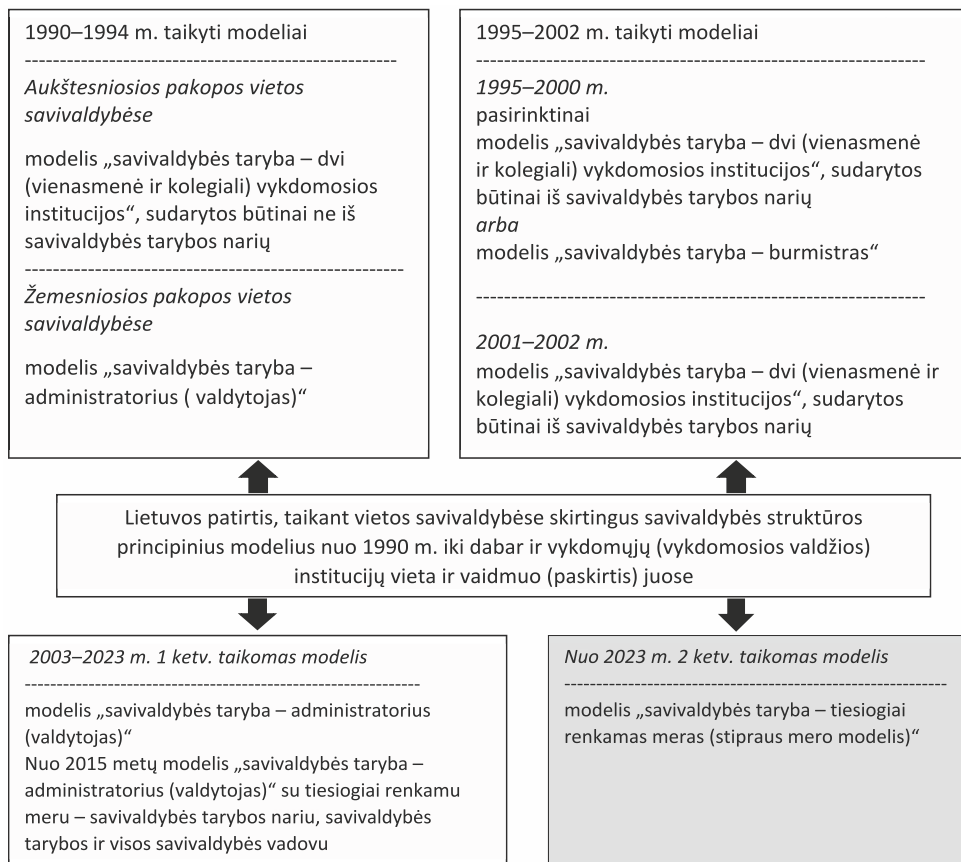 1990–1994 m. taikyti modeliai
-----------------------------------------------------
Aukštesniosios pakopos vietos
savivaldybėse
modelis „savivaldybės taryba – dvi
(vienasmenė ir kolegiali) vykdomosios
institucijos“, sudarytos būtinai ne iš
savivaldybės tarybos narių
------------------------------------------------------
Žemesniosios pakopos vietos
savivaldybėse
modelis „savivaldybės taryba –
administratorius ( valdytojas)“
1995–2002 m. taikyti modeliai
----------------------------------------------------------------
1995–2000 m.
pasirinktinai
modelis „savivaldybės taryba – dvi (vienasmenė
ir kolegiali) vykdomosios institucijos“, sudarytos
būtinai iš savivaldybės tarybos narių
arba
modelis „savivaldybės taryba – burmistras“
----------------------------------------------------------------
2001–2002 m.
modelis „savivaldybės taryba – dvi (vienasmenė ir
kolegiali) vykdomosios institucijos“, sudarytos
būtinai iš savivaldybės tarybos narių
Lietuvos patirtis, taikant vietos savivaldybėse skirtingus savivaldybės struktūros
principinius modelius nuo 1990 m. iki dabar ir vykdomųjų (vykdomosios valdžios)
institucijų vieta ir vaidmuo (paskirtis) juose
2003–2023 m. 1 ketv. taikomas modelis
---------------------------------------------------------------
modelis „savivaldybės taryba – administratorius
(valdytojas)“
Nuo 2015 metų modelis „savivaldybės taryba –
administratorius (valdytojas)“ su tiesiogiai renkamu
meru – savivaldybės tarybos nariu, savivaldybės
tarybos ir visos savivaldybės vadovu
Nuo 2023 m. 2 ketv. taikomas modelis
-------------------------------------------------------------
modelis „savivaldybės taryba – tiesiogiai
renkamas meras (stipraus mero modelis)“